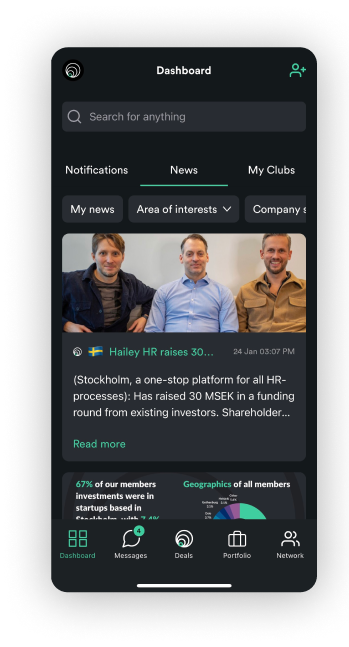 Dashboard
Search for anything
Notifications
News
My Clubs
My news
Area of interests
Company s
Hailey HR raises 30...
24 Jan 03:07 PM
(Stockholm, a one-stop platform for all HR-
processes): Has raised 30 MSEK in a funding
round from existing investors. Shareholder...
Read more
67% of our members
investments were in
startups based in
Stockholm, with 7.4%
Geographics of all members
4
Dashboard
Messages
Deals
Portfolio
Network